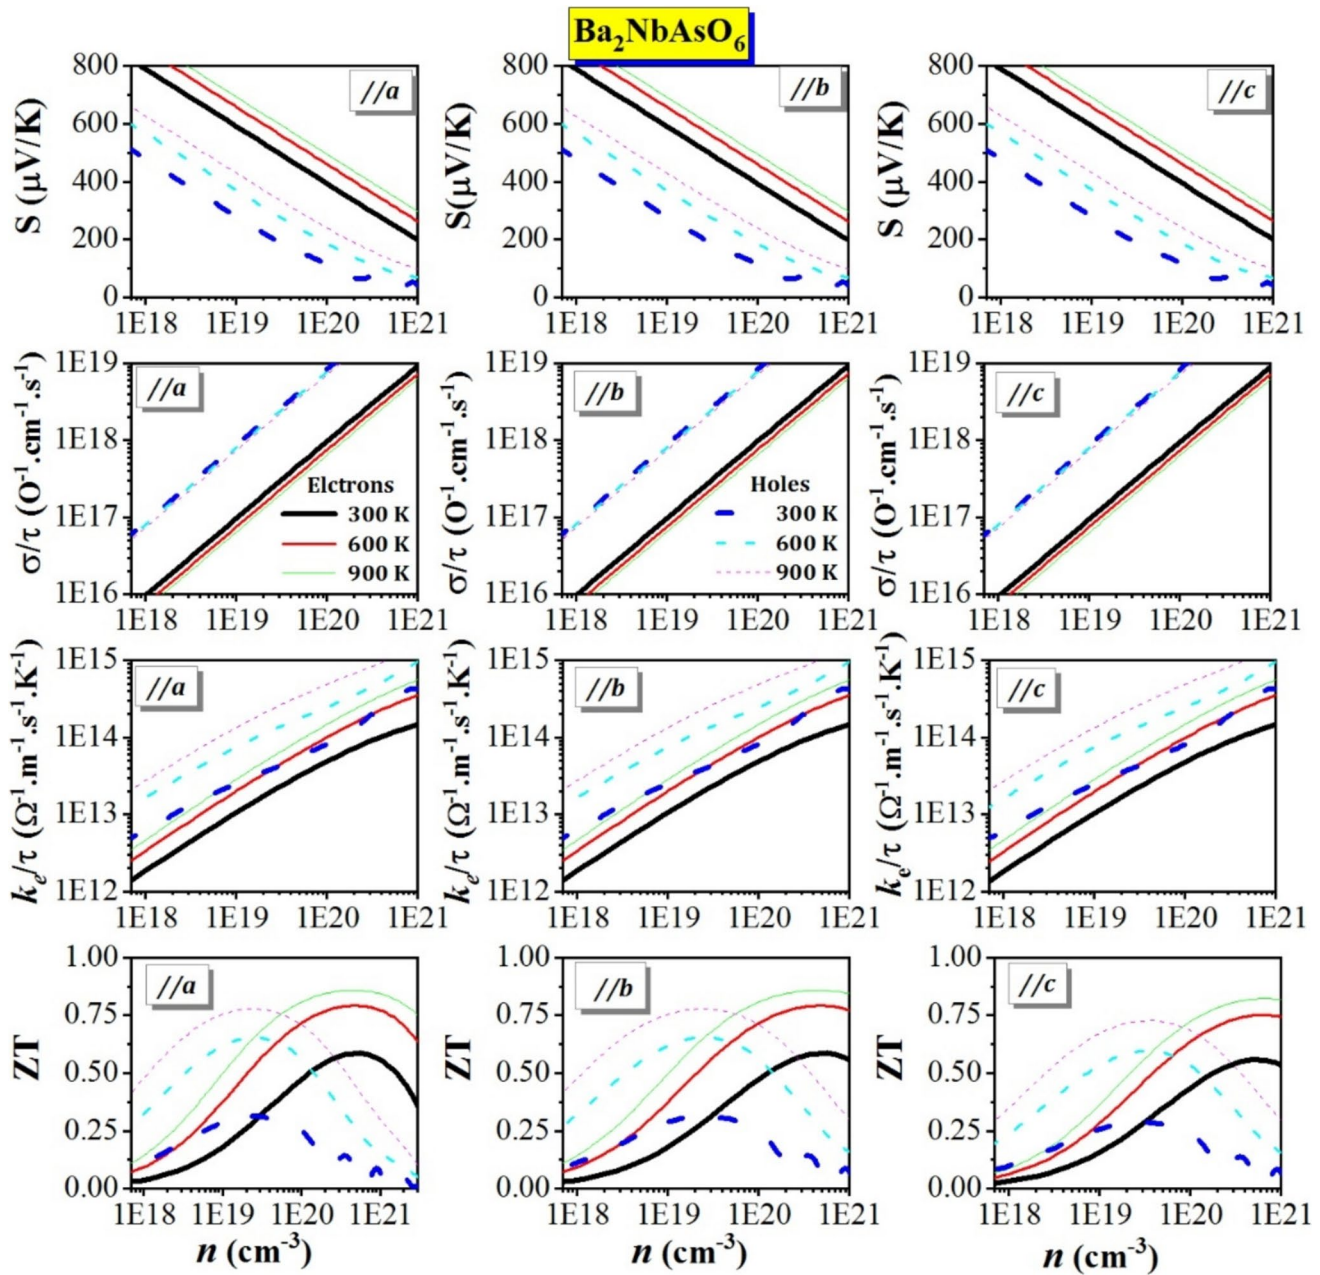 Ba2NbAsO6
S (μV/K)
800
600
400
200
0
//a
1E18 1E19 1E20 1E21
S(μV/K)
800
600
400
200
0
//b
1E18 1E19 1E20 1E21
S (μV/K)
800
600
400
200
0
//c
1E18 1E19 1E20 1E21
σ/τ (O-1.cm-1.s-1)
1E19
1E18
1E17
1E16
//a
Elctrons
300 K
600 K
900 K
1E18 1E19 1E20 1E21
σ/τ (O-1.cm-1.s-1)
1E19
1E18
1E17
1E16
//b
Holes
300 K
600 K
900 K
1E18 1E19 1E20 1E21
σ/τ (O-1.cm-1.s-1)
1E19
1E18
1E17
1E16
//c
1E18 1E19 1E20 1E21
ke/τ (Ω-1.m-1.s-1.K-1)
1E15
1E14
1E13
1E12
//a
1E18 1E19 1E20 1E21
ke/τ (Ω-1.m-1.s-1.K-1)
1E15
1E14
1E13
1E12
//b
1E18 1E19 1E20 1E21
ke/τ (Ω-1.m-1.s-1.K-1)
1E15
1E14
1E13
1E12
//c
1E18 1E19 1E20 1E21
ZT
1.00
0.75
0.50
0.25
0.00
//a
1E18 1E19 1E20 1E21
n (cm-3)
ZT
1.00
0.75
0.50
0.25
0.00
//b
1E18 1E19 1E20 1E21
n (cm-3)
ZT
1.00
0.75
0.50
0.25
0.00
//c
1E18 1E19 1E20 1E21
n (cm-3)